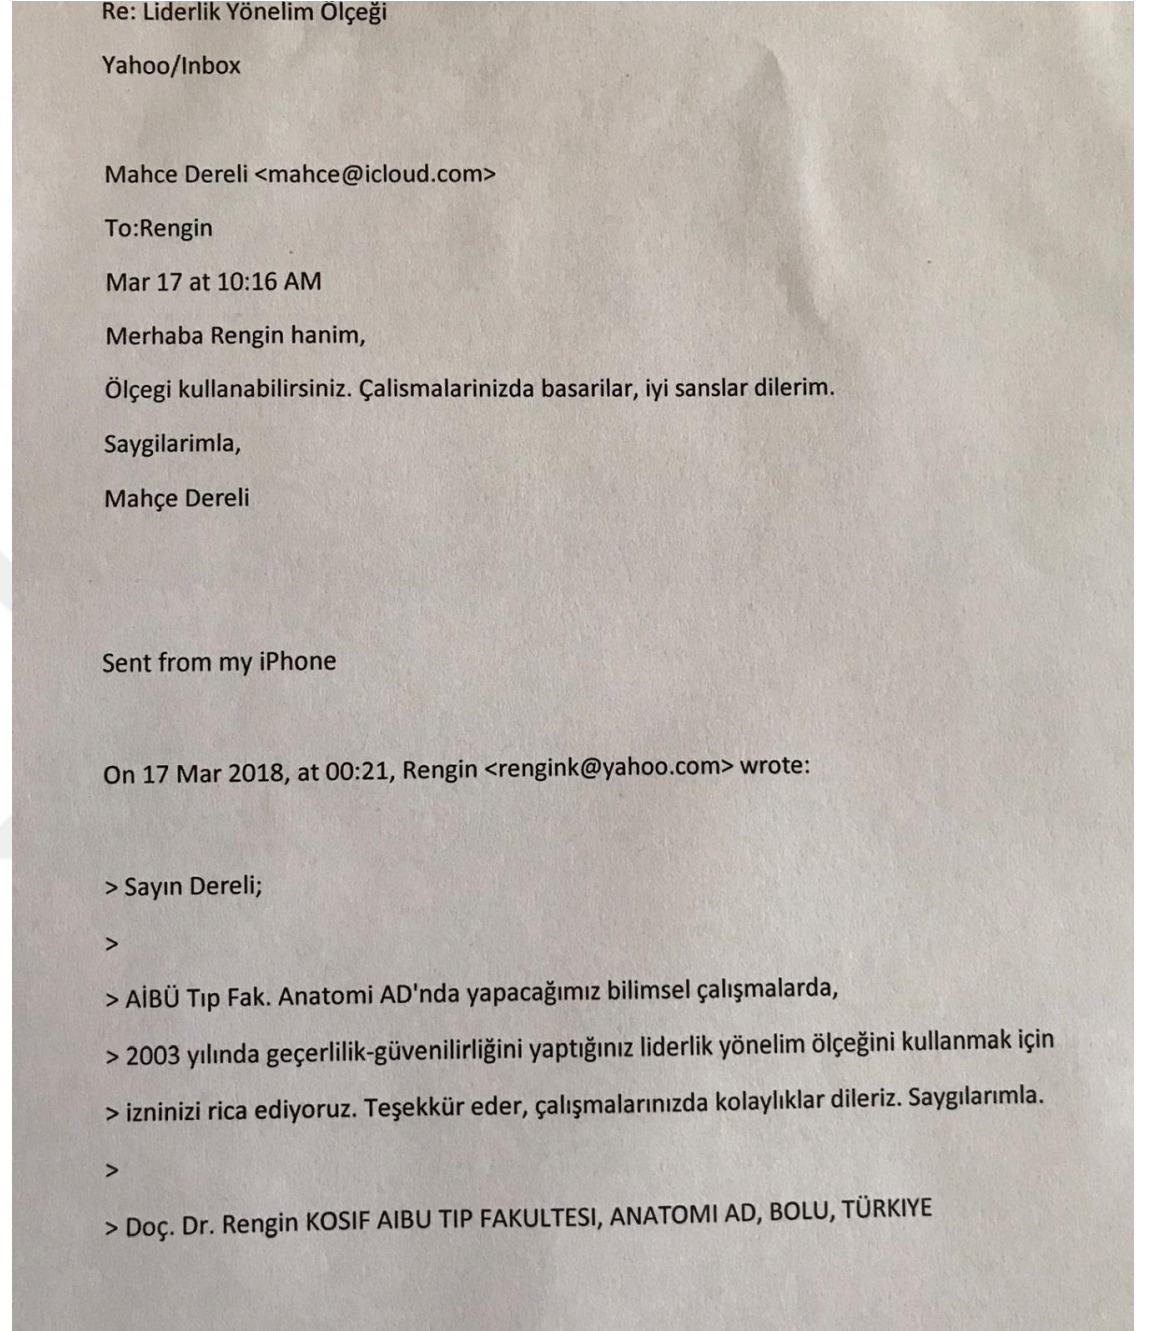 Re: Liderlik Yönelim Ölçeği
Yahoo/Inbox
Mahce Dereli <mahce@icloud.com>
To:Rengin
Mar 17 at 10:16 AM
Merhaba Rengin hanim,
Ölçegi kullanabilirsiniz. Çalismalarinizda basarilar, iyi sanslar dilerim.
Saygilarimla,
Mahçe Dereli
Sent from my iPhone
On 17 Mar 2018, at 00:21, Rengin <rengink@yahoo.com> wrote:
> Sayın Dereli;
>
> AİBÜ Tıp Fak. Anatomi AD'nda yapacağımız bilimsel çalışmalarda,
> 2003 yılında geçerlilik-güvenilirliğini yaptığınız liderlik yönelim ölçeğini kullanmak için
> izninizi rica ediyoruz. Teşekkür eder, çalışmalarınızda kolaylıklar dileriz. Saygılarımla.
>
> Doç. Dr. Rengin KOSIF AIBU TIP FAKULTESI, ANATOMI AD, BOLU, TÜRKIYE